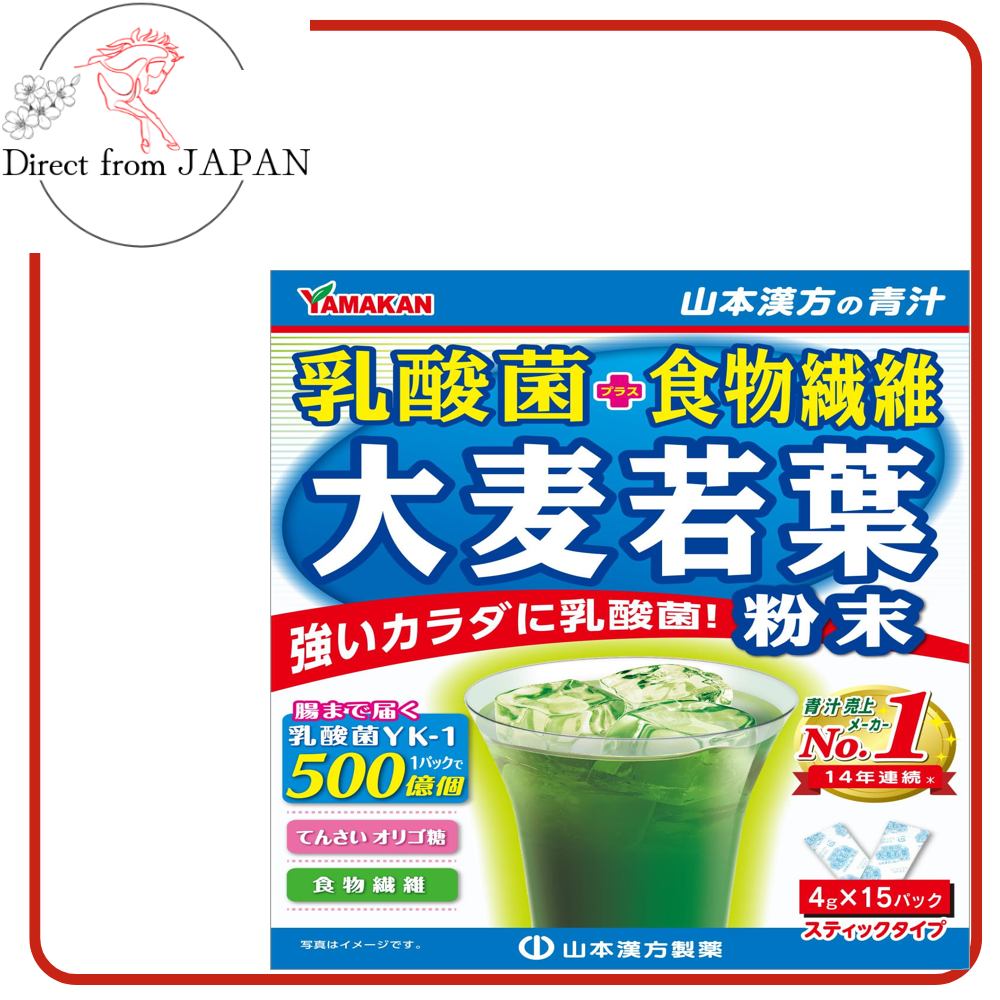 Direct from JAPAN
YAMAKAN
山本漢方の青汁
乳酸菌プラス食物繊維
大麦若葉
粉末
強いカラダに乳酸菌!
腸まで届く
乳酸菌YK-1
1パックで
500億個
てんさいオリゴ糖
食物繊維
青汁売上
メーカー
No.1
14年連続*
4g×15パック
スティックタイプ
写真はイメージです。
山本漢方製薬